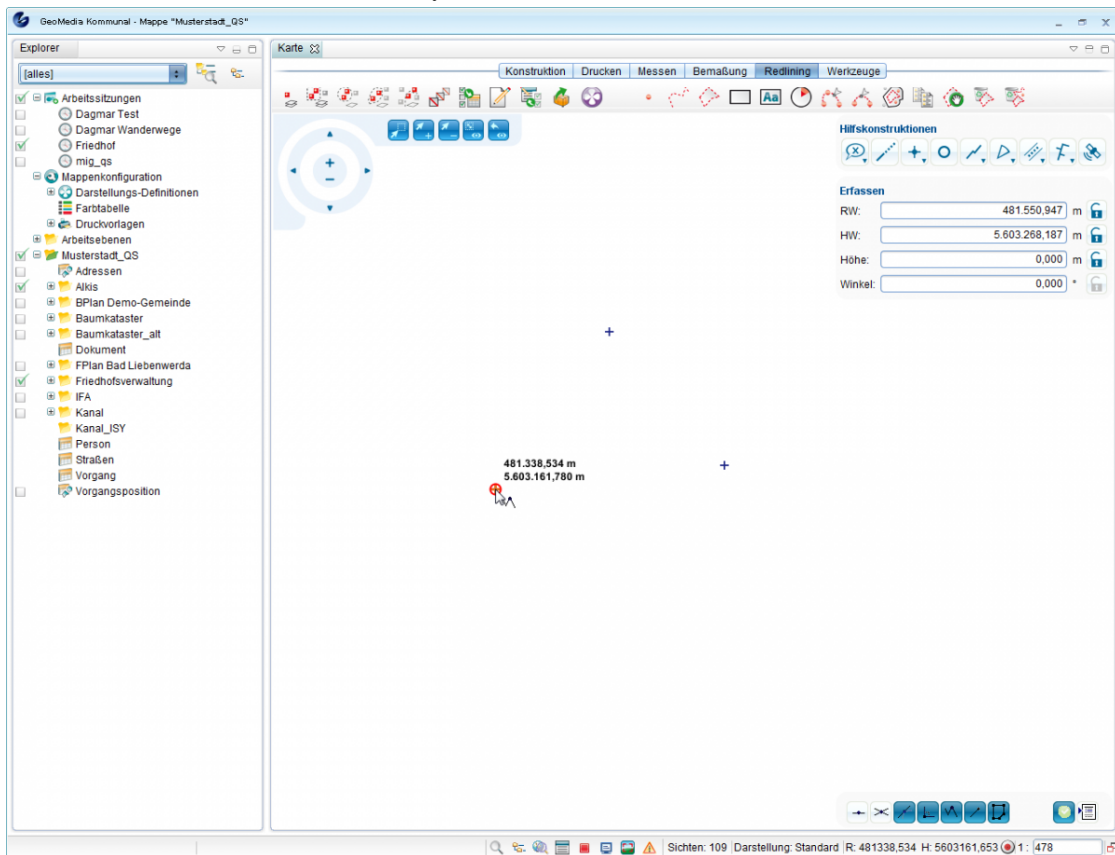 GeoMedia Kommunal - Mappe "Musterstadt_QS"
Explorer
[alles]
Arbeitssitzungen
Dagmar Test
Dagmar Wanderwege
Friedhof
mig_qs
Mappenkonfiguration
Darstellungs-Definitionen
Farbtabelle
Druckvorlagen
Arbeitsebenen
Musterstadt_QS
Adressen
Alkis
BPlan Demo-Gemeinde
Baumkataster
Baumkataster_alt
Dokument
FPlan Bad Liebenwerda
Friedhofsverwaltung
IFA
Kanal
Kanal_ISY
Person
Straßen
Vorgang
Vorgangsposition
Karte
Konstruktion Drucken Messen Bemaßung Redlining Werkzeuge
Aa
Hilfskonstruktionen
Erfassen
RW: 481.550,947 m
HW: 5.603.268,187 m
Höhe: 0,000 m
Winkel: 0,000 °
481.338,534 m
5.603.161,780 m
Sichten: 109 Darstellung: Standard R: 481338,534 H: 5603161,653 1 : 478